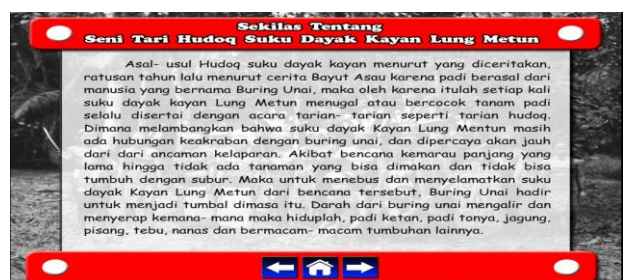 Sekilas Tentang
Seni Tari Hudoq Suku Dayak Kayan Lung Metun
Asal- usul Hudoq suku dayak kayan menurut yang diceritakan,
ratusan tahun lalu menurut cerita Bayut Asau karena padi berasal dari
manusia yang bernama Buring Unai, maka oleh karena itulah setiap kali
suku dayak kayan Lung Metun menugal atau bercocok tanam padi
selalu disertai dengan acara tarian- tarian seperti tarian hudoq.
Dimana melambangkan bahwa suku dayak Kayan Lung Mentun masih
ada hubungan keakraban dengan buring unai, dan dipercaya akan jauh
dari dari ancaman kelaparan. Akibat bencana kemarau panjang yang
lama hingga tidak ada tanaman yang bisa dimakan dan tidak bisa
tumbuh dengan subur. Maka untuk menebus dan menyelamatkan suku
dayak Kayan Lung Metun dari bencana tersebut, Buring Unai hadir
untuk menjadi tumbal dimasa itu. Darah dari buring unai mengalir dan
menyerap kemana- mana maka hiduplah, padi ketan, padi tonya, jagung,
pisang, tebu, nanas dan bermacam- macam tumbuhan lainnya.